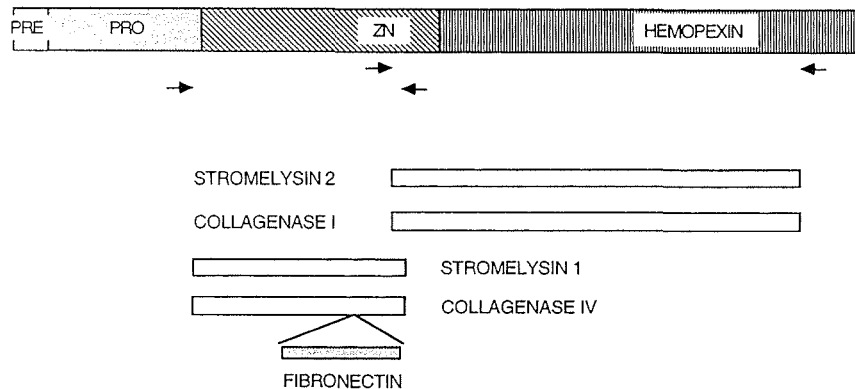 PRE PRO ZN HEMOPEXIN
STROMELYSIN 2
COLLAGENASE I
STROMELYSIN 1
COLLAGENASE IV
FIBRONECTIN